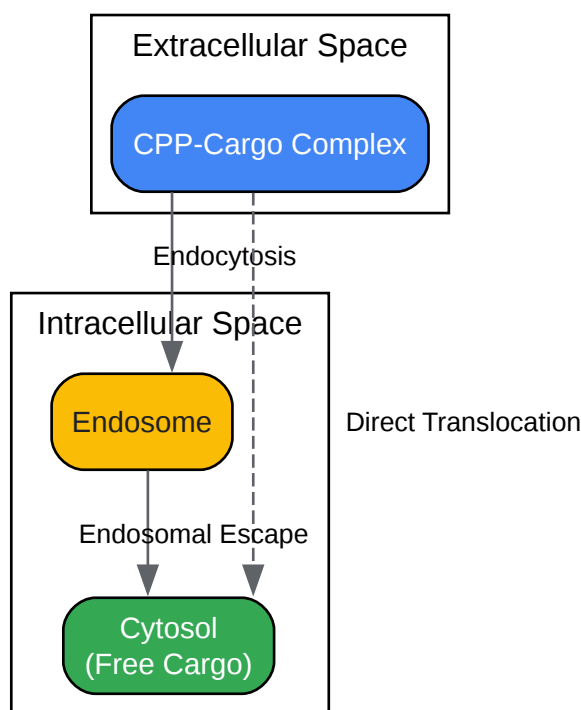 Extracellular Space
CPP-Cargo Complex
Endocytosis
Intracellular Space
Endosome
Direct Translocation
Endosomal Escape
Cytosol
(Free Cargo)